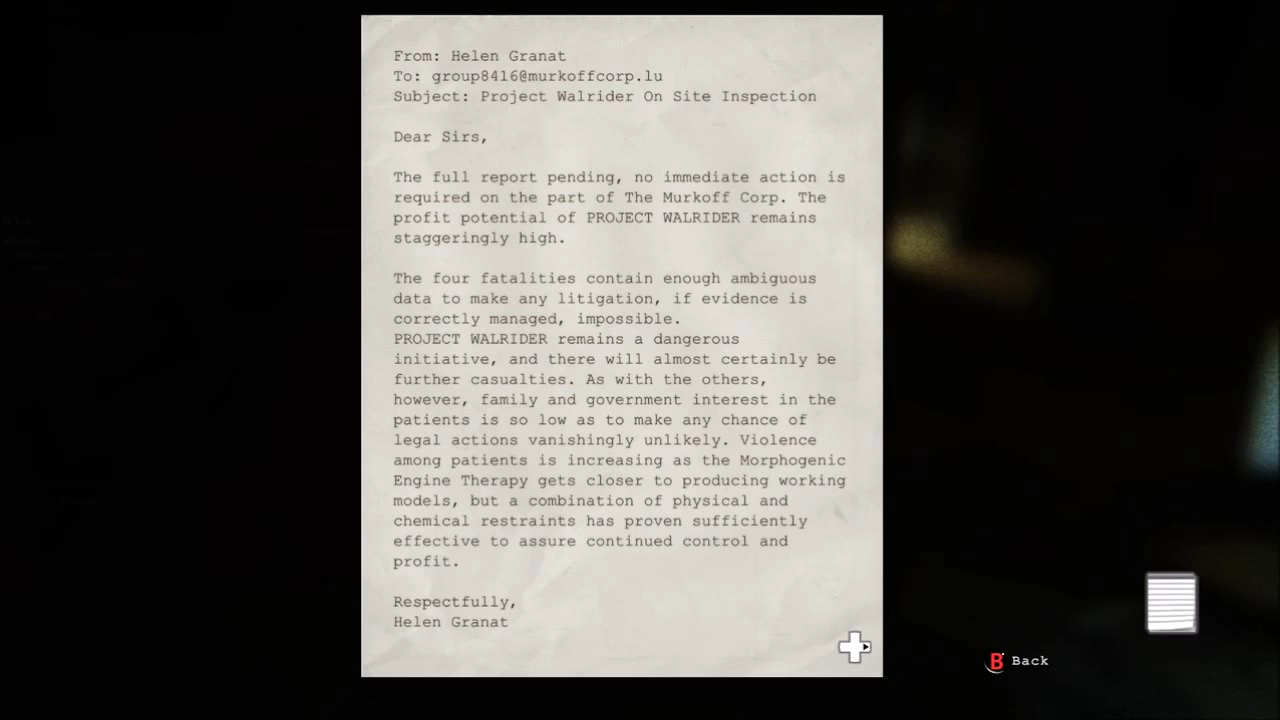 From: Helen Granat
To: group8416@murkoffcorp.lu
Subject: Project Walrider On Site Inspection
Dear Sirs,
The full report pending, no immediate action is
required on the part of The Murkoff Corp. The
profit potential of PROJECT WALRIDER remains
staggeringly high.
The four fatalities contain enough ambiguous
data to make any litigation, if evidence is
correctly managed, impossible.
PROJECT WALRIDER remains a dangerous
initiative, and there will almost certainly be
further casualties. As with the others,
however, family and government interest in the
patients is so low as to make any chance of
legal actions vanishingly unlikely. Violence
among patients is increasing as the Morphogenic
Engine Therapy gets closer to producing working
models, but a combination of physical and
chemical restraints has proven sufficiently
effective to assure continued control and
profit.
Respectfully,
Helen Granat
B Back